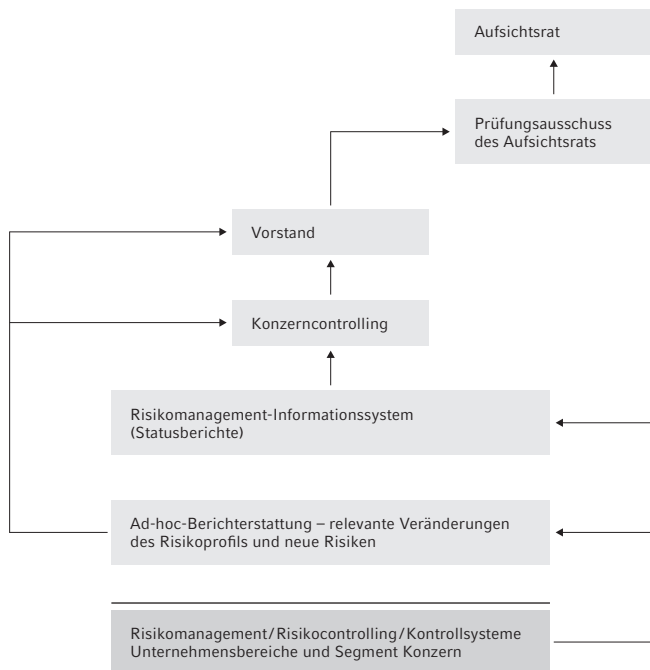 Aufsichtsrat
Prüfungsausschuss
des Aufsichtsrats
Vorstand
Konzerncontrolling
Risikomanagement-Informationssystem
(Statusberichte)
Ad-hoc-Berichterstattung – relevante Veränderungen
des Risikoprofils und neue Risiken
Risikomanagement/Risikocontrolling/Kontrollsysteme
Unternehmensbereiche und Segment Konzern